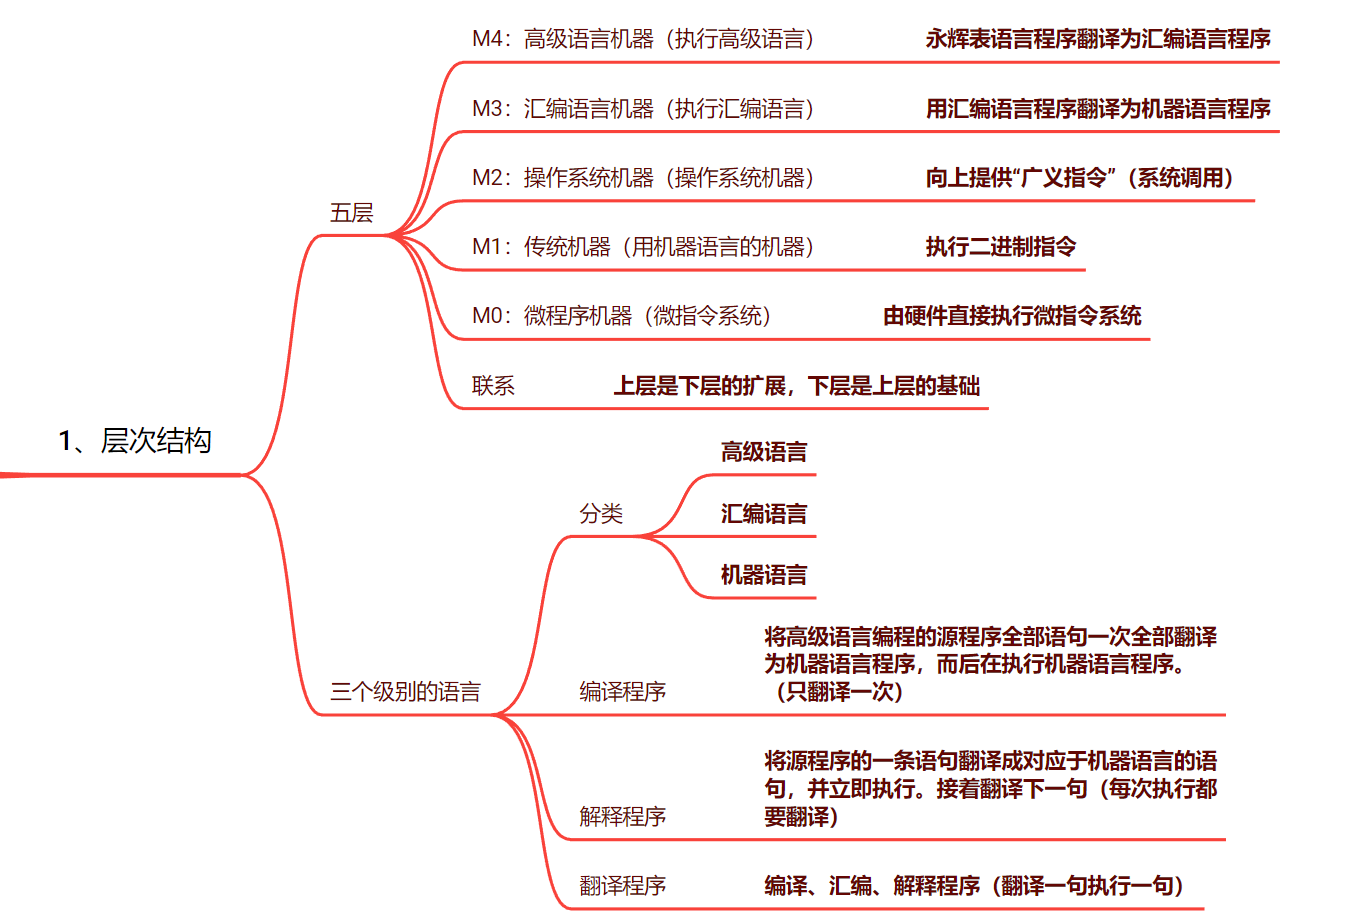 M4：高级语言机器（执行高级语言）
永辉表语言程序翻译为汇编语言程序
M3：汇编语言机器（执行汇编语言）
用汇编语言程序翻译为机器语言程序
M2：操作系统机器（操作系统机器）
向上提供“广义指令”（系统调用）
五层
M1：传统机器（用机器语言的机器）
执行二进制指令
M0：微程序机器（微指令系统）
由硬件直接执行微指令系统
联系
上层是下层的扩展，下层是上层的基础
1、层次结构
高级语言
分类
汇编语言
机器语言
三个级别的语言
编译程序
将高级语言编程的源程序全部语句一次全部翻译
为机器语言程序，而后在执行机器语言程序。
（只翻译一次）
解释程序
将源程序的一条语句翻译成对应于机器语言的语
句，并立即执行。接着翻译下一句（每次执行都
要翻译）
翻译程序
编译、汇编、解释程序（翻译一句执行一句）